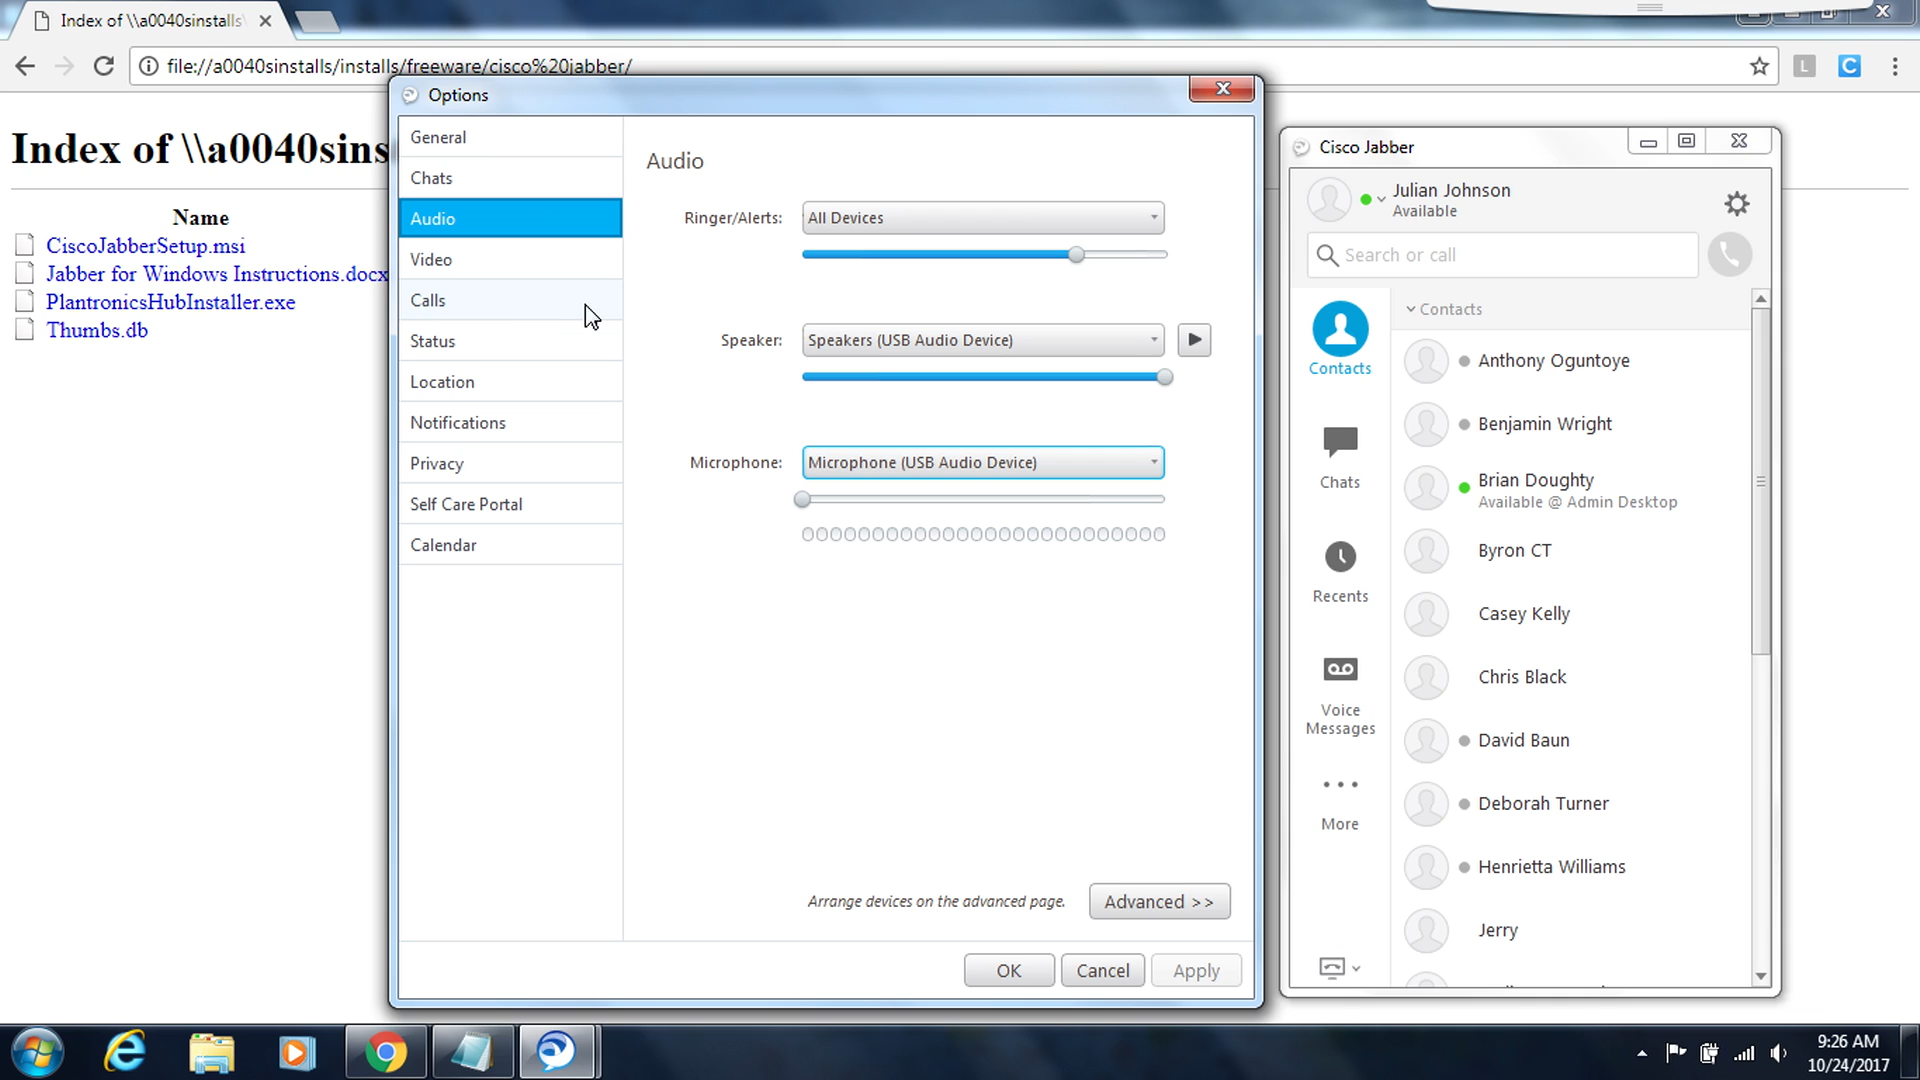 Index of \\a0040sinstalls\
file://a0040sinstalls/installs/freeware/cisco%20jabber/
L
C
Index of \\a0040sins
Name
CiscoJabberSetup.msi
Jabber for Windows Instructions.docx
PlantronicsHubInstaller.exe
Thumbs.db
Options
General
Chats
Audio
Video
Calls
Status
Location
Notifications
Privacy
Self Care Portal
Calendar
Audio
Ringer/Alerts: All Devices
Speaker: Speakers (USB Audio Device)
Microphone: Microphone (USB Audio Device)
Arrange devices on the advanced page. Advanced >>
OK Cancel Apply
Cisco Jabber
Julian Johnson
Available
Search or call
Contacts
Chats
Recents
Voice
Messages
More
Contacts
Anthony Oguntoye
Benjamin Wright
Brian Doughty
Available @ Admin Desktop
Byron CT
Casey Kelly
Chris Black
David Baun
Deborah Turner
Henrietta Williams
Jerry
9:26 AM
10/24/2017